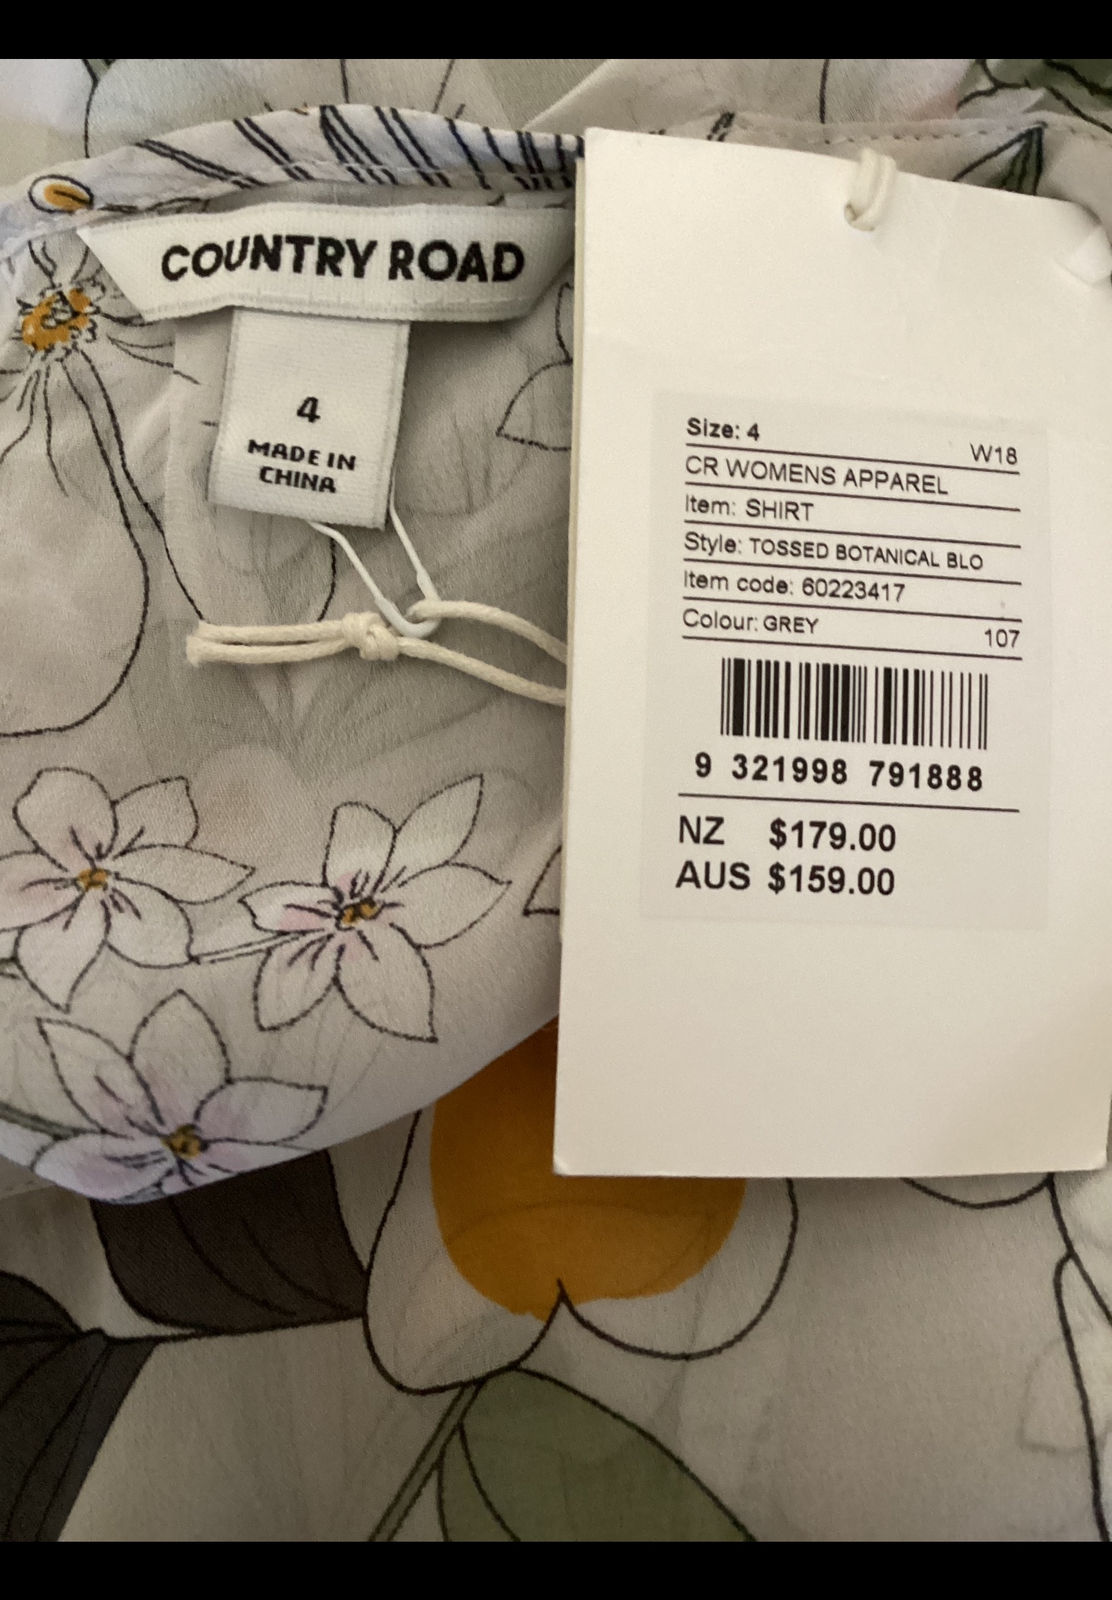 COUNTRY ROAD
4
MADE IN
CHINA
Size: 4
W18
CR WOMENS APPAREL
Item: SHIRT
Style: TOSSED BOTANICAL BLO
Item code: 60223417
Colour: GREY 107
9 321998 791888
NZ $179.00
AUS $159.00